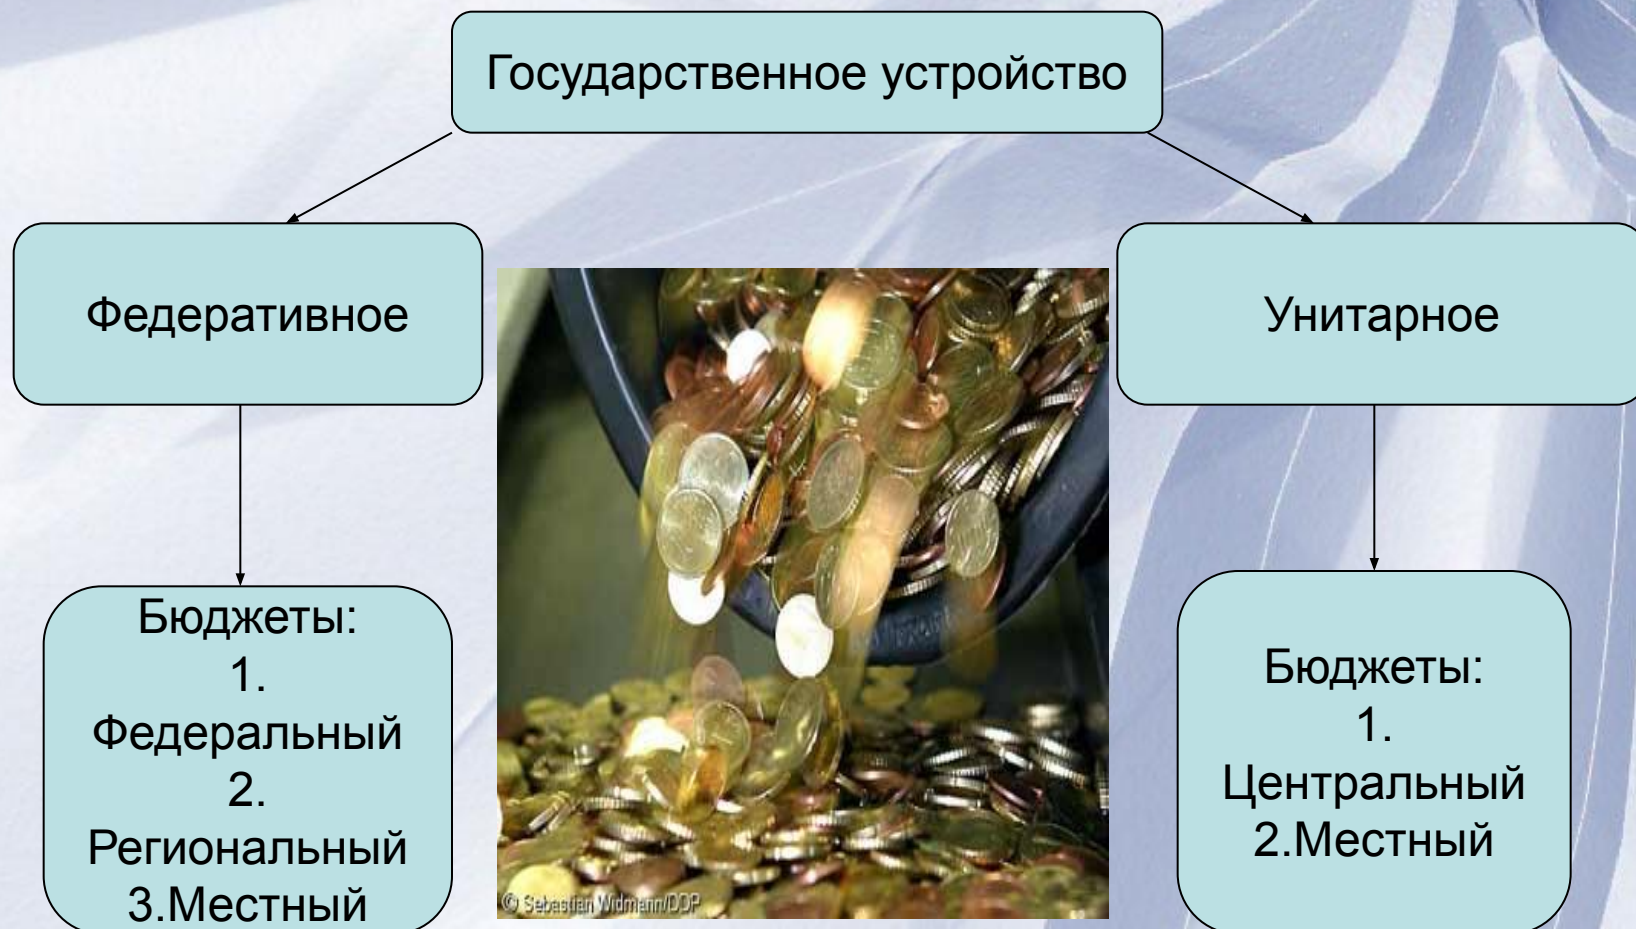 Государственное устройство
Федеративное
Унитарное
Бюджеты:
1.
Федеральный
2.
Региональный
3.Местный
Бюджеты:
1.
Центральный
2.Местный
© Sebastian Widmann/DDP